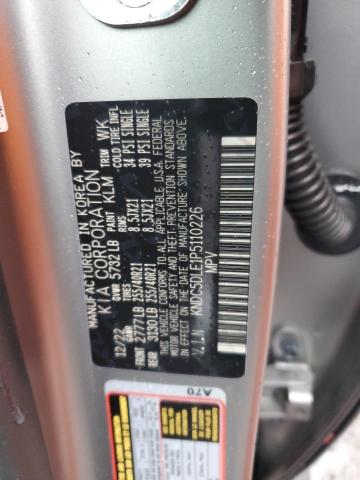 MANUFACTURED IN KOREA BY
KIA CORPORATION
12/22 GVWR 5732 LB PAINT KLM TRIM WK
GAWR RIMS COLD TIRE INFL
FRONT 2777 LB 255/40R21 8.5JX21 34 PSI SINGLE
REAR 3130 LB 255/40R21 8.5JX21 39 PSI SINGLE
THIS VEHICLE CONFORMS TO ALL APPLICABLE U.S.A. FEDERAL
MOTOR VEHICLE SAFETY AND THEFT PREVENTION STANDARDS
IN EFFECT ON THE DATE OF MANUFACTURE SHOWN ABOVE.
V.I.N KNDC5DLE1P5110226
MPV
A70